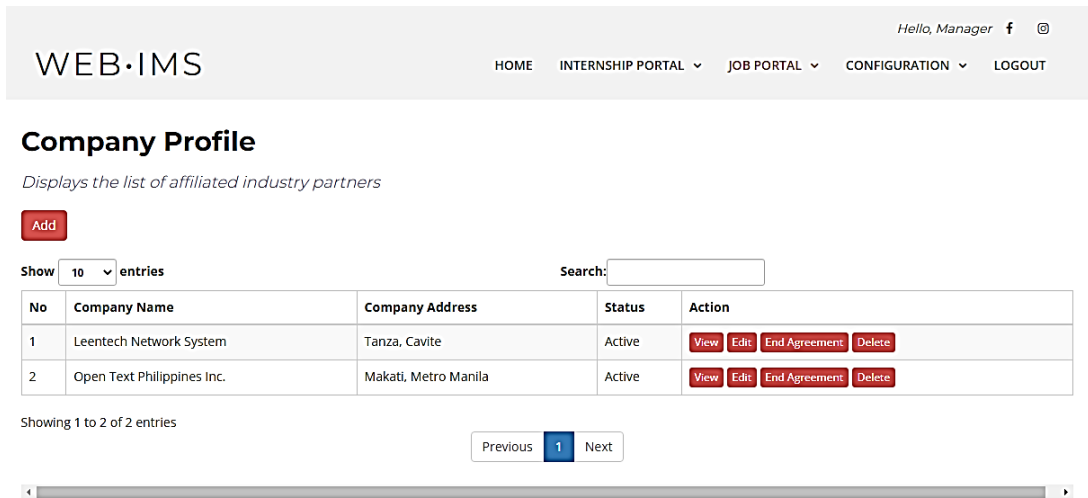 Hello, Manager
WEB·IMS
HOME INTERNSHIP PORTAL JOB PORTAL CONFIGURATION LOGOUT
Company Profile
Displays the list of affiliated industry partners
Add
Show 10 entries Search:
No Company Name Company Address Status Action
1 Leentech Network System Tanza, Cavite Active View Edit End Agreement Delete
2 Open Text Philippines Inc. Makati, Metro Manila Active View Edit End Agreement Delete
Showing 1 to 2 of 2 entries
Previous 1 Next